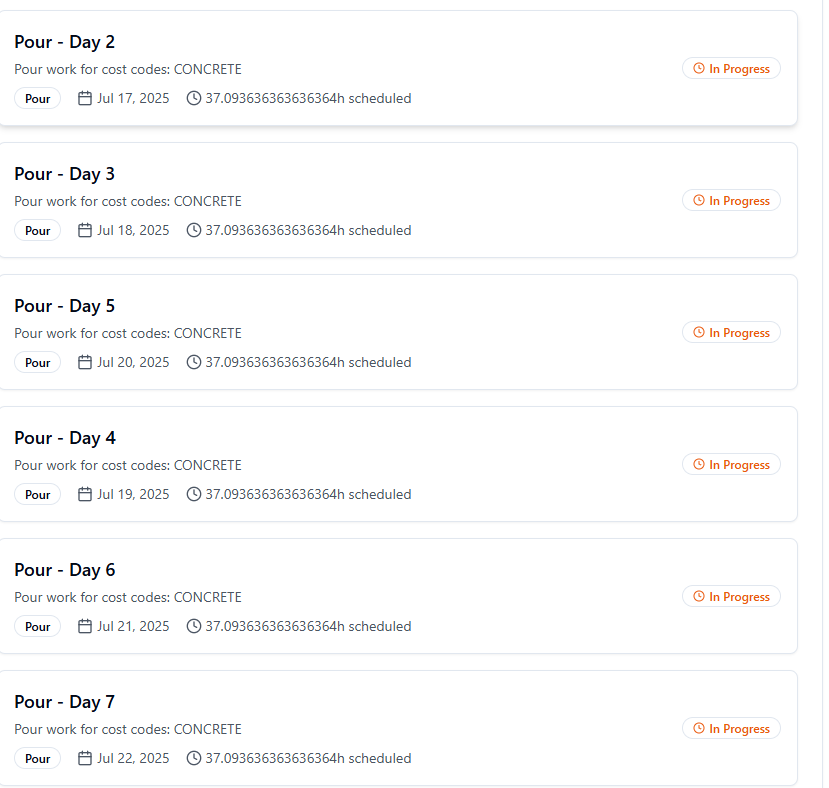 Pour - Day 2
Pour work for cost codes: CONCRETE
In Progress
Pour Jul 17, 2025 37.093636363636364h scheduled
Pour - Day 3
Pour work for cost codes: CONCRETE
In Progress
Pour Jul 18, 2025 37.093636363636364h scheduled
Pour - Day 5
Pour work for cost codes: CONCRETE
In Progress
Pour Jul 20, 2025 37.093636363636364h scheduled
Pour - Day 4
Pour work for cost codes: CONCRETE
In Progress
Pour Jul 19, 2025 37.093636363636364h scheduled
Pour - Day 6
Pour work for cost codes: CONCRETE
In Progress
Pour Jul 21, 2025 37.093636363636364h scheduled
Pour - Day 7
Pour work for cost codes: CONCRETE
In Progress
Pour Jul 22, 2025 37.093636363636364h scheduled